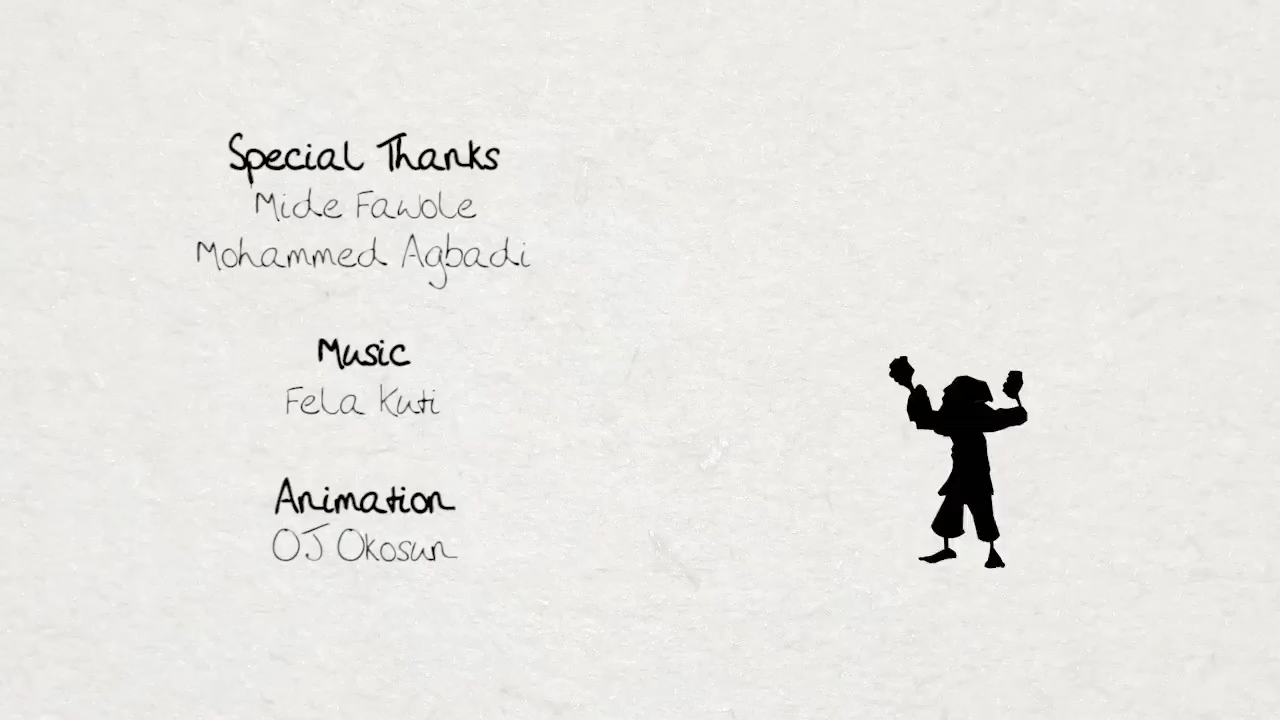 Special Thanks
Mide Fawole
Mohammed Agbadi
Music
Fela Kuti
Animation
OJ Okosun